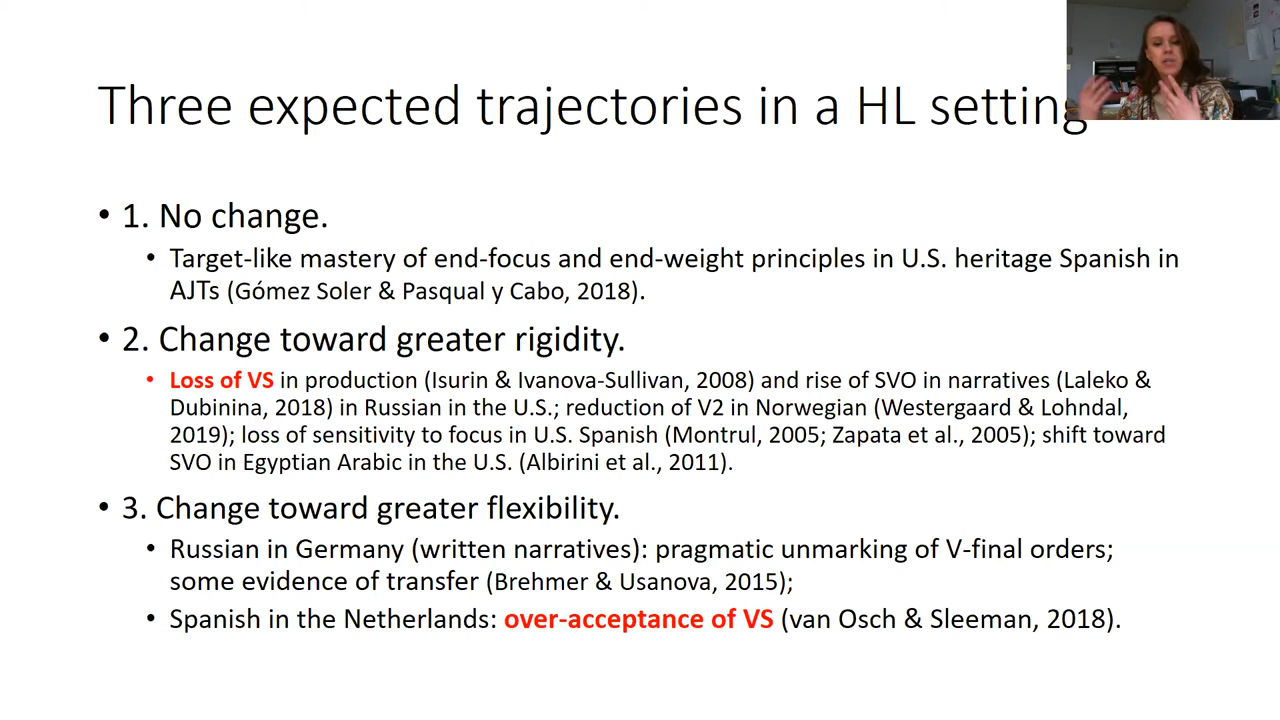 Three expected trajectories in a HL setting
• 1. No change.
• Target-like mastery of end-focus and end-weight principles in U.S. heritage Spanish in
AJTs (Gómez Soler & Pasqual y Cabo, 2018).
• 2. Change toward greater rigidity.
• Loss of VS in production (Isurin & Ivanova-Sullivan, 2008) and rise of SVO in narratives (Laleko &
Dubinina, 2018) in Russian in the U.S.; reduction of V2 in Norwegian (Westergaard & Lohndal,
2019); loss of sensitivity to focus in U.S. Spanish (Montrul, 2005; Zapata et al., 2005); shift toward
SVO in Egyptian Arabic in the U.S. (Albirini et al., 2011).
• 3. Change toward greater flexibility.
• Russian in Germany (written narratives): pragmatic unmarking of V-final orders;
some evidence of transfer (Brehmer & Usanova, 2015);
• Spanish in the Netherlands: over-acceptance of VS (van Osch & Sleeman, 2018).